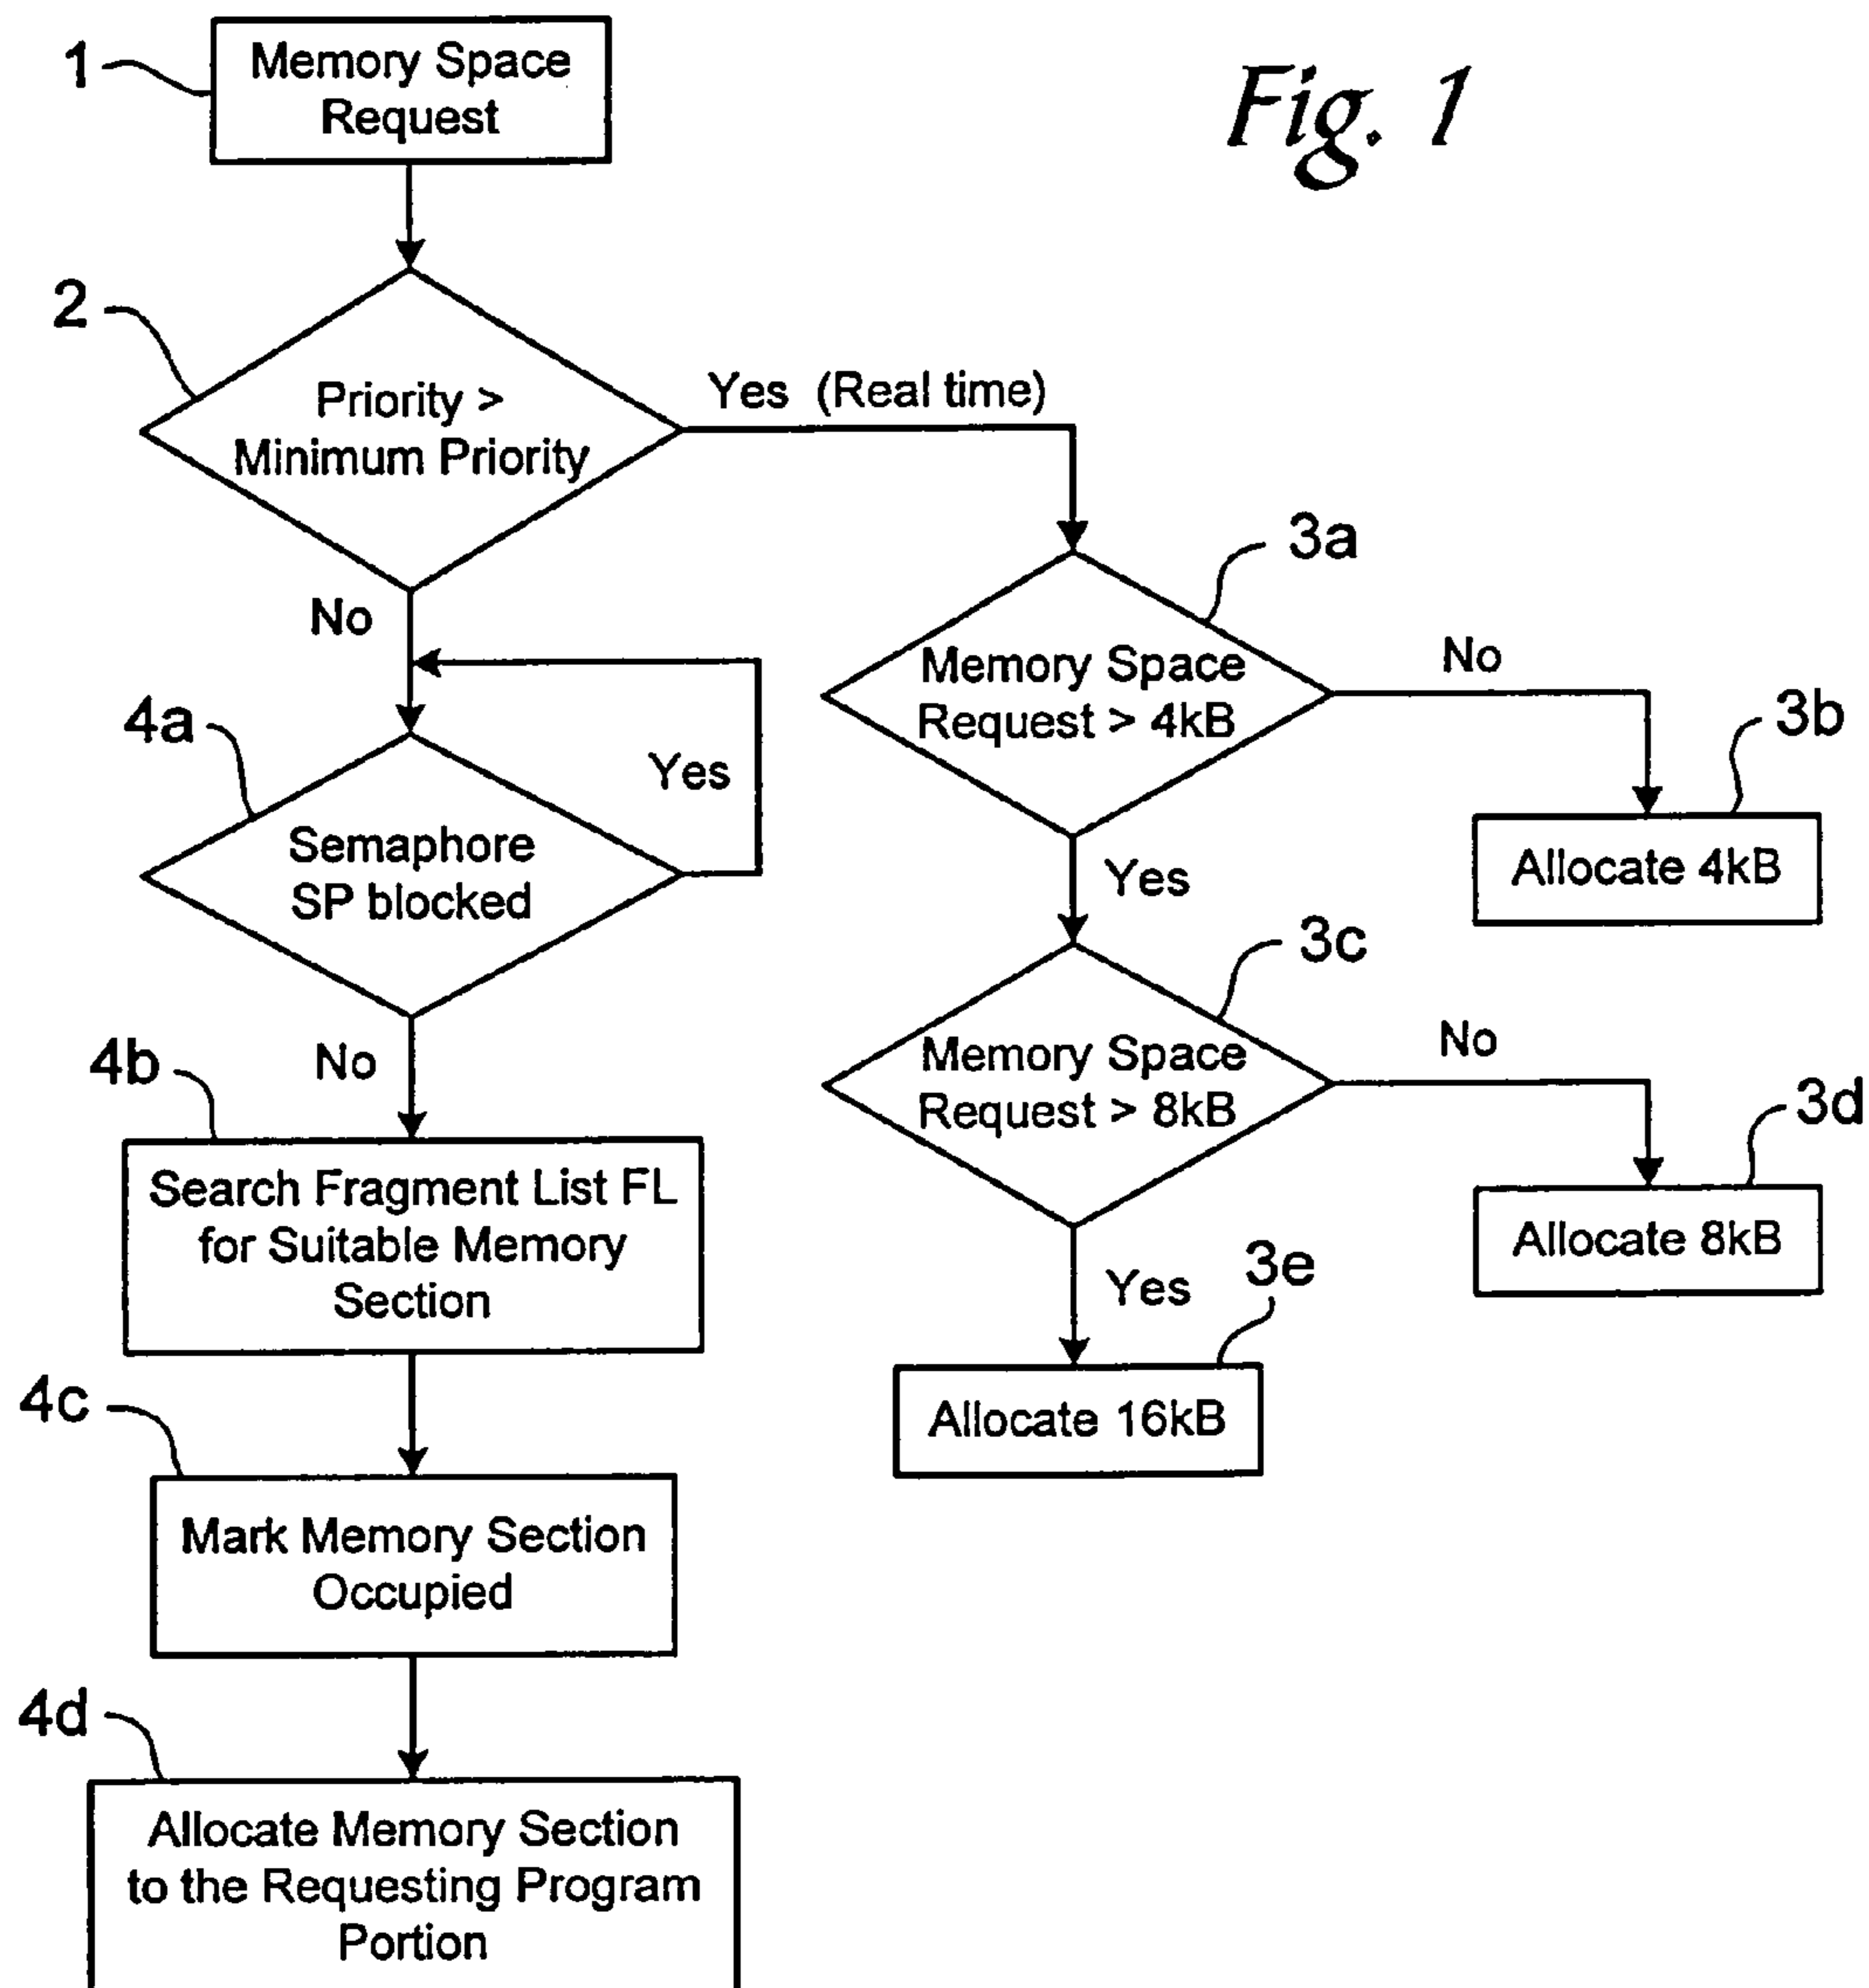 Fig. 1
1
Memory Space
Request
2
Priority >
Minimum Priority
Yes (Real time)
No
3a
Memory Space
Request > 4kB
No
3b
Allocate 4kB
Yes
4a
Semaphore
SP blocked
Yes
No
3c
Memory Space
Request > 8kB
No
3d
Allocate 8kB
Yes
3e
Allocate 16kB
4b
Search Fragment List FL
for Suitable Memory
Section
4c
Mark Memory Section
Occupied
4d
Allocate Memory Section
to the Requesting Program
Portion